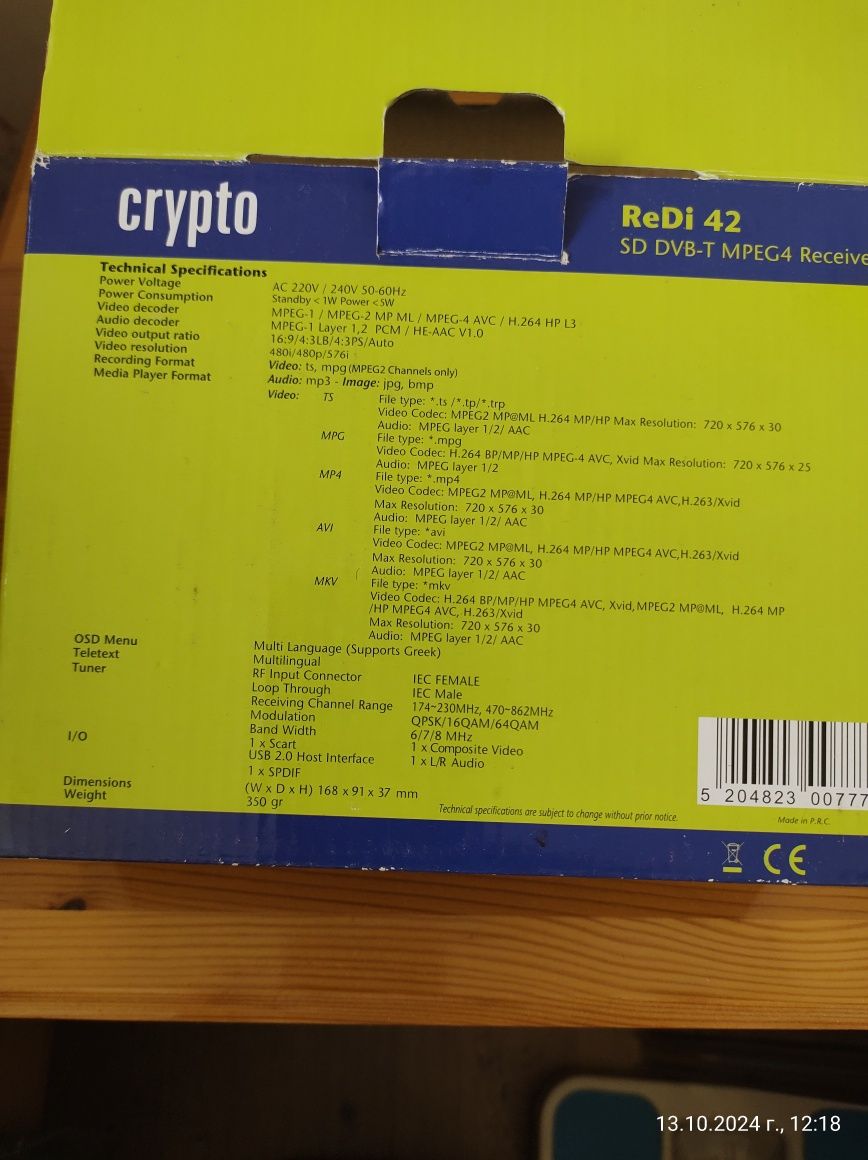 crypto
ReDi 42
SD DVB-T MPEG4 Receive
Technical Specifications
Power Voltage AC 220V / 240V 50-60Hz
Power Consumption Standby < 1W Power < 5W
Video decoder MPEG-1 / MPEG-2 MP ML / MPEG-4 AVC / H.264 HP L3
Audio decoder MPEG-1 Layer 1,2 PCM / HE-AAC V1.0
Video output ratio 16:9/4:3LB/4:3PS/Auto
Video resolution 480i/480p/576i
Recording Format Video: ts, mpg (MPEG2 Channels only)
Media Player Format Audio: mp3 - Image: jpg, bmp
Video: TS File type: *.ts /*.tp/*.trp
Video Codec: MPEG2 MP@ML H.264 MP/HP Max Resolution: 720 x 576 x 30
Audio: MPEG layer 1/2/ AAC
MPG File type: *.mpg
Video Codec: H.264 BP/MP/HP MPEG-4 AVC, Xvid Max Resolution: 720 x 576 x 25
Audio: MPEG layer 1/2
MP4 File type: *.mp4
Video Codec: MPEG2 MP@ML, H.264 MP/HP MPEG4 AVC,H.263/Xvid
Max Resolution: 720 x 576 x 30
Audio: MPEG layer 1/2/ AAC
AVI File type: *avi
Video Codec: MPEG2 MP@ML, H.264 MP/HP MPEG4 AVC,H.263/Xvid
Max Resolution: 720 x 576 x 30
Audio: MPEG layer 1/2/ AAC
MKV File type: *mkv
Video Codec: H.264 BP/MP/HP MPEG4 AVC, Xvid,MPEG2 MP@ML, H.264 MP
/HP MPEG4 AVC, H.263/Xvid
Max Resolution: 720 x 576 x 30
Audio: MPEG layer 1/2/ AAC
OSD Menu Multi Language (Supports Greek)
Teletext Multilingual
Tuner RF Input Connector IEC FEMALE
Loop Through IEC Male
Receiving Channel Range 174~230MHz, 470~862MHz
Modulation QPSK/16QAM/64QAM
Band Width 6/7/8 MHz
I/O 1 x Scart 1 x Composite Video
USB 2.0 Host Interface 1 x L/R Audio
1 x SPDIF
Dimensions (W x D x H) 168 x 91 x 37 mm
Weight 350 gr
Technical specifications are subject to change without prior notice.
5 204823 00777
Made in P.R.C.
CE
13.10.2024 г., 12:18